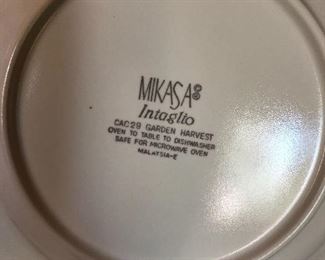 MIKASA
Intaglio
CAC29 GARDEN HARVEST
OVEN TO TABLE TO DISHWASHER
SAFE FOR MICROWAVE OVEN
MALAYSIA-E